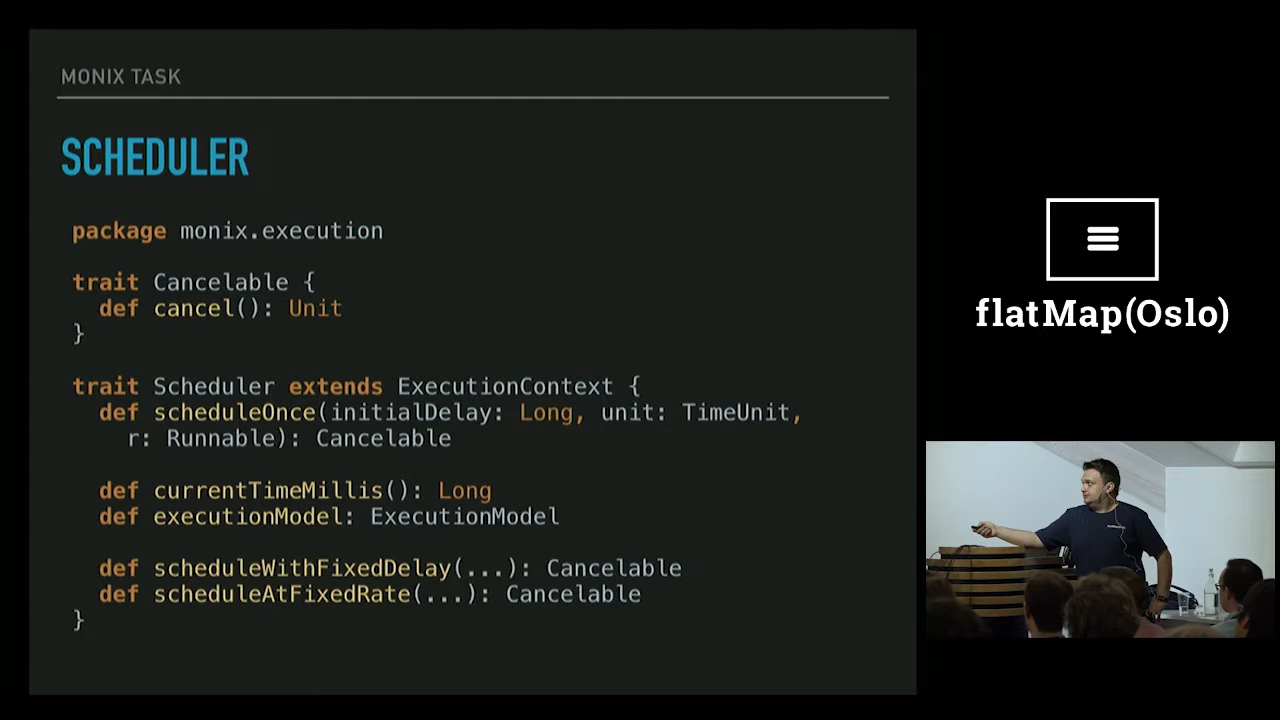 MONIX TASK
SCHEDULER
package monix.execution
trait Cancelable {
def cancel(): Unit
}
trait Scheduler extends ExecutionContext {
def scheduleOnce(initialDelay: Long, unit: TimeUnit,
r: Runnable): Cancelable
def currentTimeMillis(): Long
def executionModel: ExecutionModel
def scheduleWithFixedDelay(...): Cancelable
def scheduleAtFixedRate(...): Cancelable
}
flatMap(Oslo)